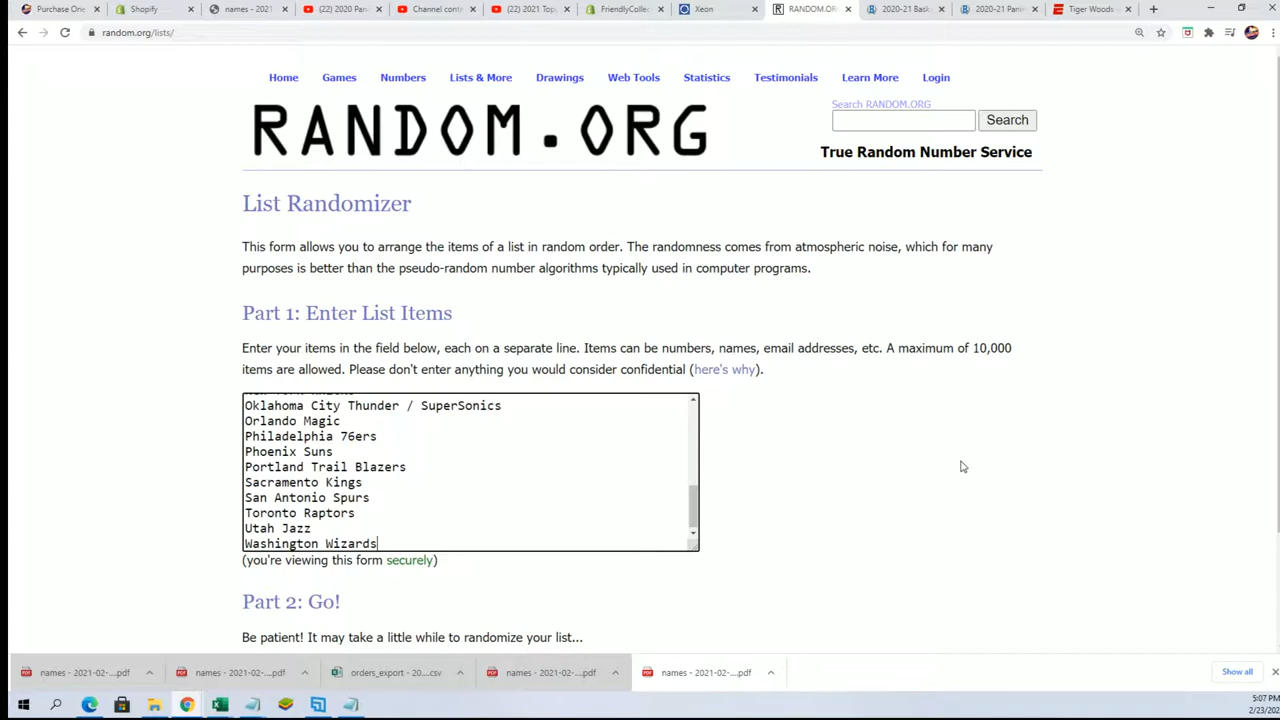 Purchase One
Shopify
names - 2021
(22) 2020 Pan
Channel cont
(22) 2021 Top
FriendlyCollec
Xeon
RANDOM.OR
2020-21 Bask
2020-21 Panin
Tiger Woods -
random.org/lists/
Home Games Numbers Lists & More Drawings Web Tools Statistics Testimonials Learn More Login
RANDOM.ORG
Search RANDOM.ORG
Search
True Random Number Service
List Randomizer
This form allows you to arrange the items of a list in random order. The randomness comes from atmospheric noise, which for many
purposes is better than the pseudo-random number algorithms typically used in computer programs.
Part 1: Enter List Items
Enter your items in the field below, each on a separate line. Items can be numbers, names, email addresses, etc. A maximum of 10,000
items are allowed. Please don't enter anything you would consider confidential (here's why).
Oklahoma City Thunder / SuperSonics
Orlando Magic
Philadelphia 76ers
Phoenix Suns
Portland Trail Blazers
Sacramento Kings
San Antonio Spurs
Toronto Raptors
Utah Jazz
Washington Wizards
(you're viewing this form securely)
Part 2: Go!
Be patient! It may take a little while to randomize your list...
names - 2021-02-....pdf
names - 2021-02-....pdf
orders_export - 20....csv
names - 2021-02-....pdf
names - 2021-02-....pdf
Show all
5:07 PM
2/23/202